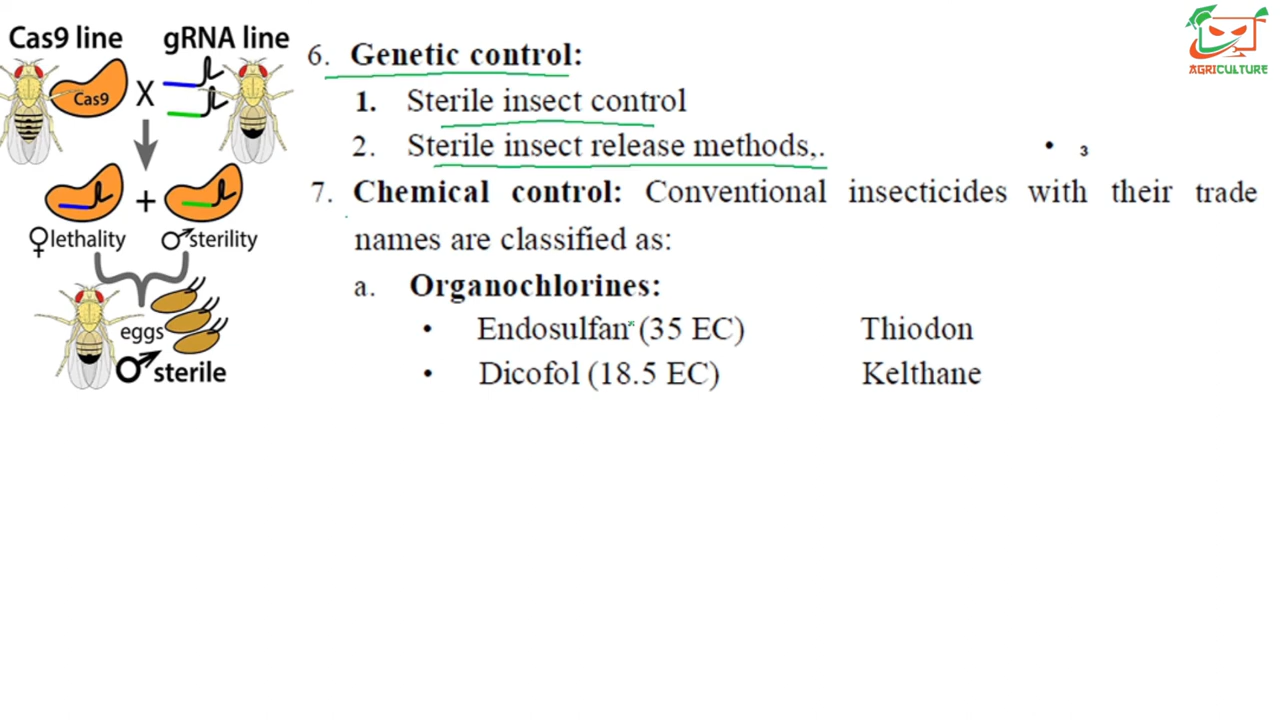 Cas9 line gRNA line
Cas9 X
+
♀lethality ♂sterility
eggs
♂sterile
6. Genetic control:
1. Sterile insect control
2. Sterile insect release methods,.
• 3
7. Chemical control: Conventional insecticides with their trade
names are classified as:
a. Organochlorines:
• Endosulfan (35 EC) Thiodon
• Dicofol (18.5 EC) Kelthane
AGRICULTURE